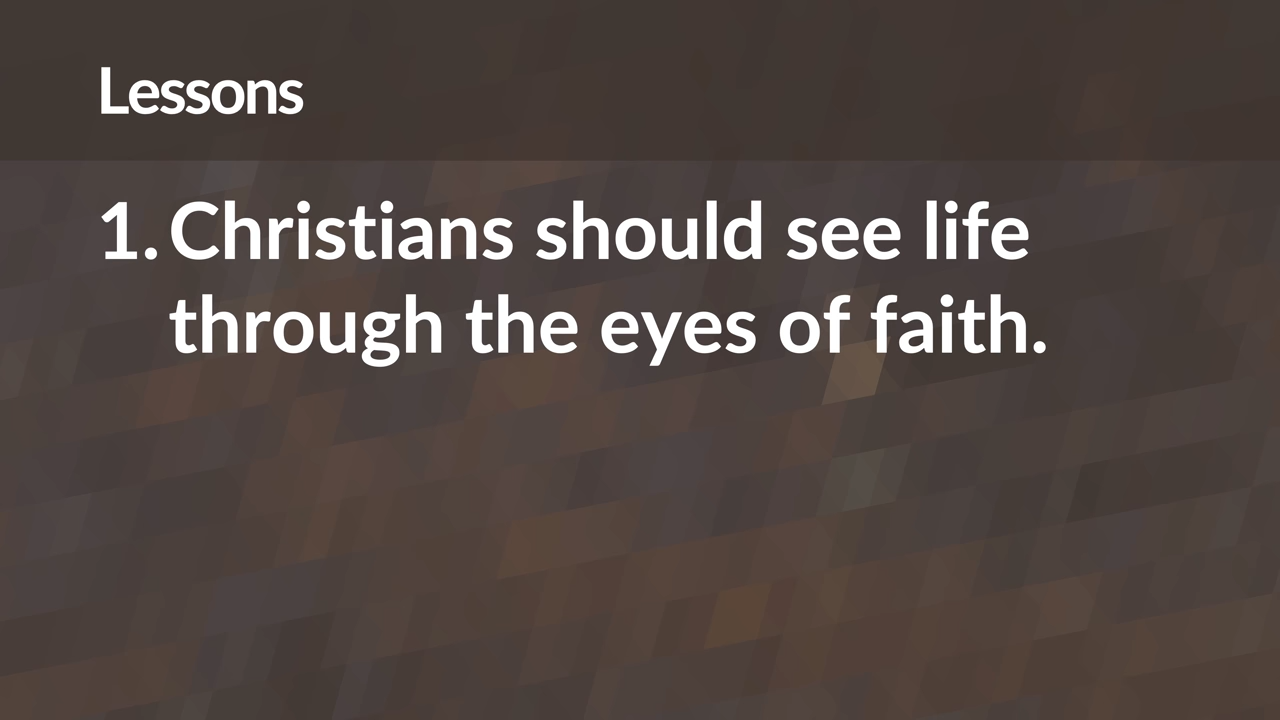 Lessons
1. Christians should see life
through the eyes of faith.